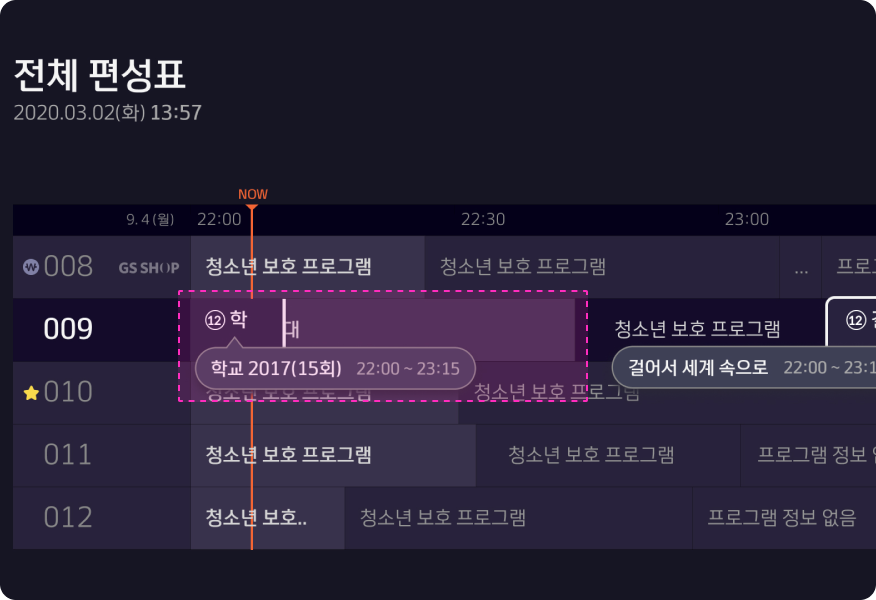 전체 편성표
2020.03.02(화) 13:57
NOW
9. 4 (월) 22:00 22:30 23:00
W 008 GS SHOP 청소년 보호 프로그램 청소년 보호 프로그램 ... 프로
009 12 학 대 청소년 보호 프로그램 12
학교 2017(15회) 22:00 ~ 23:15 걸어서 세계 속으로 22:00 ~ 23:1
010 청소년 보호 프로그램 청소년 보호 프로그램
011 청소년 보호 프로그램 청소년 보호 프로그램 프로그램 정보
012 청소년 보호.. 청소년 보호 프로그램 프로그램 정보 없음